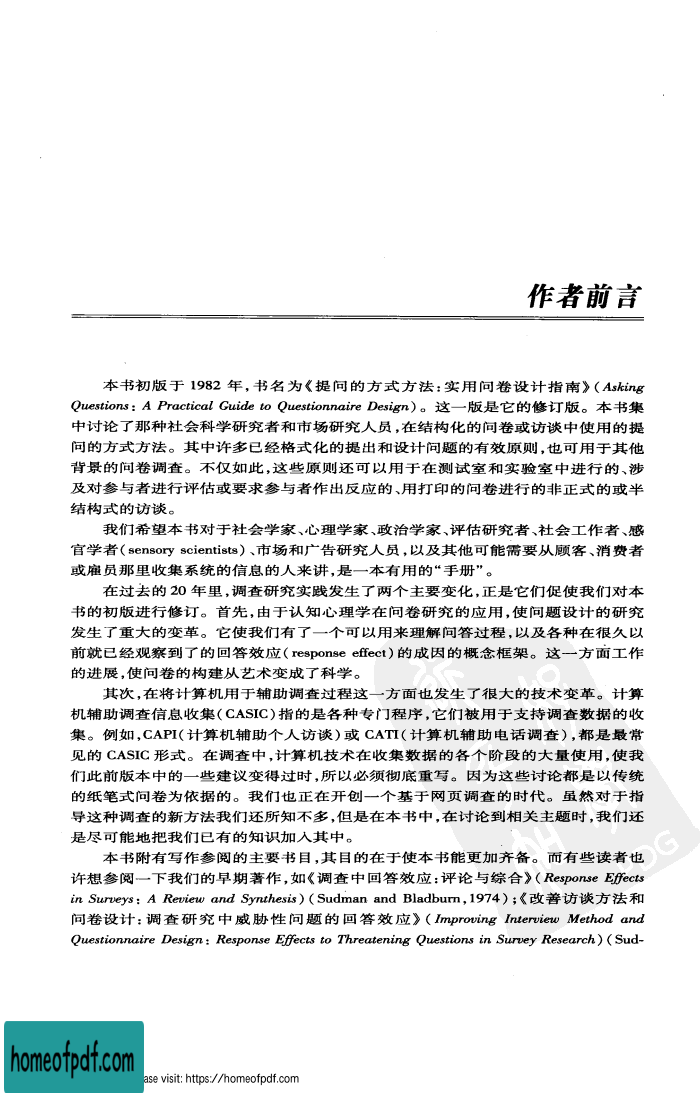 作者前言
本书初版于 1982 年,书名为《提问的方式方法:实用问卷设计指南》(Asking
Questions: A Practical Guide to Questionnaire Design)。这一版是它的修订版。本书集
中讨论了那种社会科学研究者和市场研究人员,在结构化的问卷或访谈中使用的提
问的方式方法。其中许多已经格式化的提出和设计问题的有效原则,也可用于其他
背景的问卷调查。不仅如此,这些原则还可以用于在测试室和实验室中进行的、涉
及对参与者进行评估或要求参与者作出反应的、用打印的问卷进行的非正式的或半
结构式的访谈。
我们希望本书对于社会学家、心理学家、政治学家、评估研究者、社会工作者、感
官学者(sensory scientists)、市场和广告研究人员,以及其他可能需要从顾客、消费者
或雇员那里收集系统的信息的人来讲,是一本有用的“手册”。
在过去的 20 年里,调查研究实践发生了两个主要变化,正是它们促使我们对本
书的初版进行修订。首先,由于认知心理学在问卷研究的应用,使问题设计的研究
发生了重大的变革。它使我们有了一个可以用来理解问答过程,以及各种在很久以
前就已经观察到了的回答效应(response effect)的成因的概念框架。这一方面工作
的进展,使问卷的构建从艺术变成了科学。
其次,在将计算机用于辅助调查过程这一方面也发生了很大的技术变革。计算
机辅助调查信息收集(CASIC)指的是各种专门程序,它们被用于支持调查数据的收
集。例如,CAPI(计算机辅助个人访谈)或 CATI(计算机辅助电话调查),都是最常
见的 CASIC 形式。在调查中,计算机技术在收集数据的各个阶段的大量使用,使我
们此前版本中的一些建议变得过时,所以必须彻底重写。因为这些讨论都是以传统
的纸笔式问卷为依据的。我们也正在开创一个基于网页调查的时代。虽然对于指
导这种调查的新方法我们还所知不多,但是在本书中,在讨论到相关主题时,我们还
是尽可能地把我们已有的知识加入其中。
本书附有写作参阅的主要书目,其目的在于使本书能更加齐备。而有些读者也
许想参阅一下我们的早期著作,如《调查中回答效应:评论与综合》(Response Effects
in Surveys: A Review and Synthesis)(Sudman and Bladburn,1974);《改善访谈方法和
问卷设计:调查研究中威胁性问题的回答效应》(Improving Interview Method and
Questionnaire Design: Response Effects to Threatening Questions in Survey Research)(Sud-
homeofpdf.com
ase visit: https://homeofpdf.com